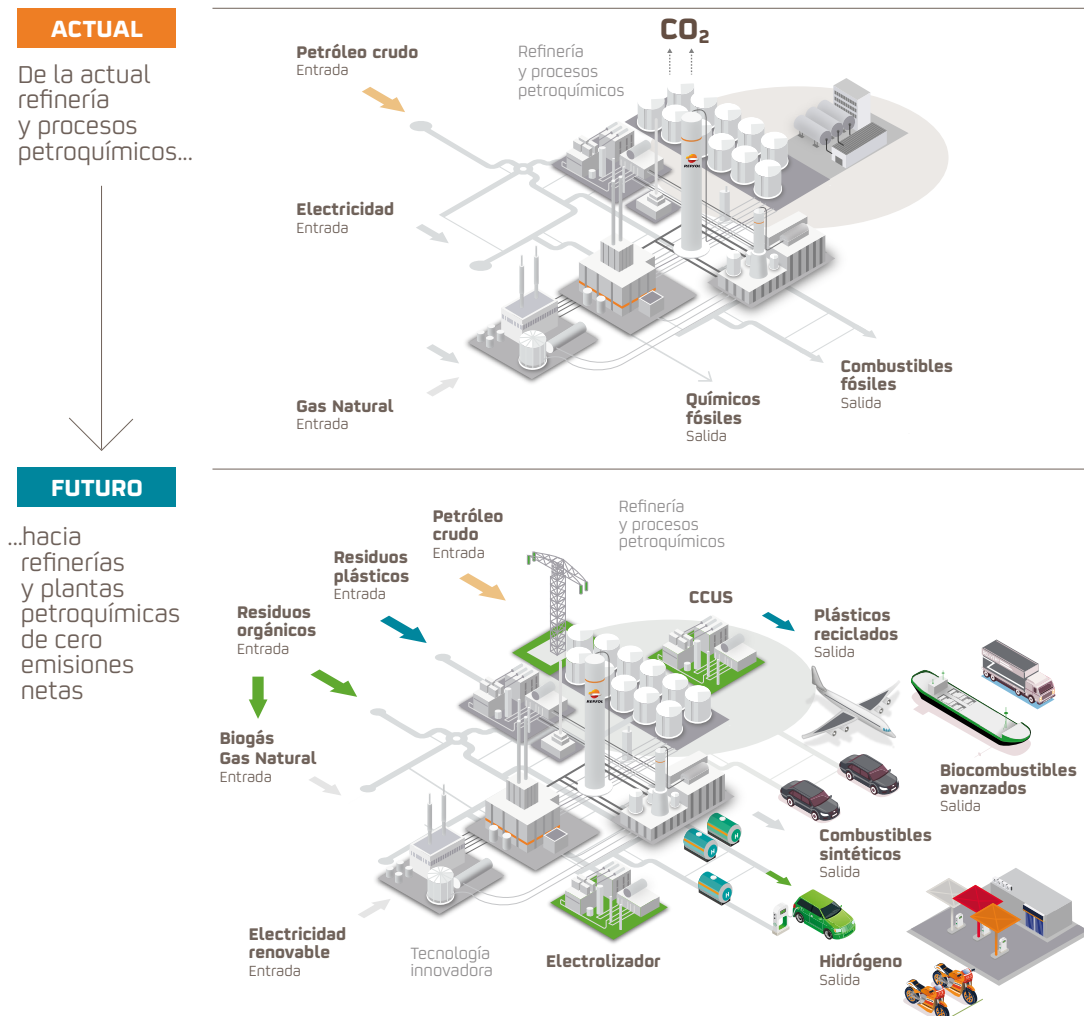 ACTUAL
De la actual
refinería
y procesos
petroquímicos...
CO₂
Petróleo crudo
Entrada
Refinería
y procesos
petroquímicos
REPSOL
Electricidad
Entrada
Gas Natural
Entrada
Químicos
fósiles
Salida
Combustibles
fósiles
Salida
FUTURO
...hacia
refinerías
y plantas
petroquímicas
de cero
emisiones
netas
Petróleo
crudo
Entrada
Refinería
y procesos
petroquímicos
Residuos
plásticos
Entrada
Residuos
orgánicos
Entrada
CCUS
Plásticos
reciclados
Salida
REPSOL
Biogás
Gas Natural
Entrada
Biocombustibles
avanzados
Salida
Combustibles
sintéticos
Salida
H
H
H
Electricidad
renovable
Entrada
Tecnología
innovadora
Electrolizador
Hidrógeno
Salida